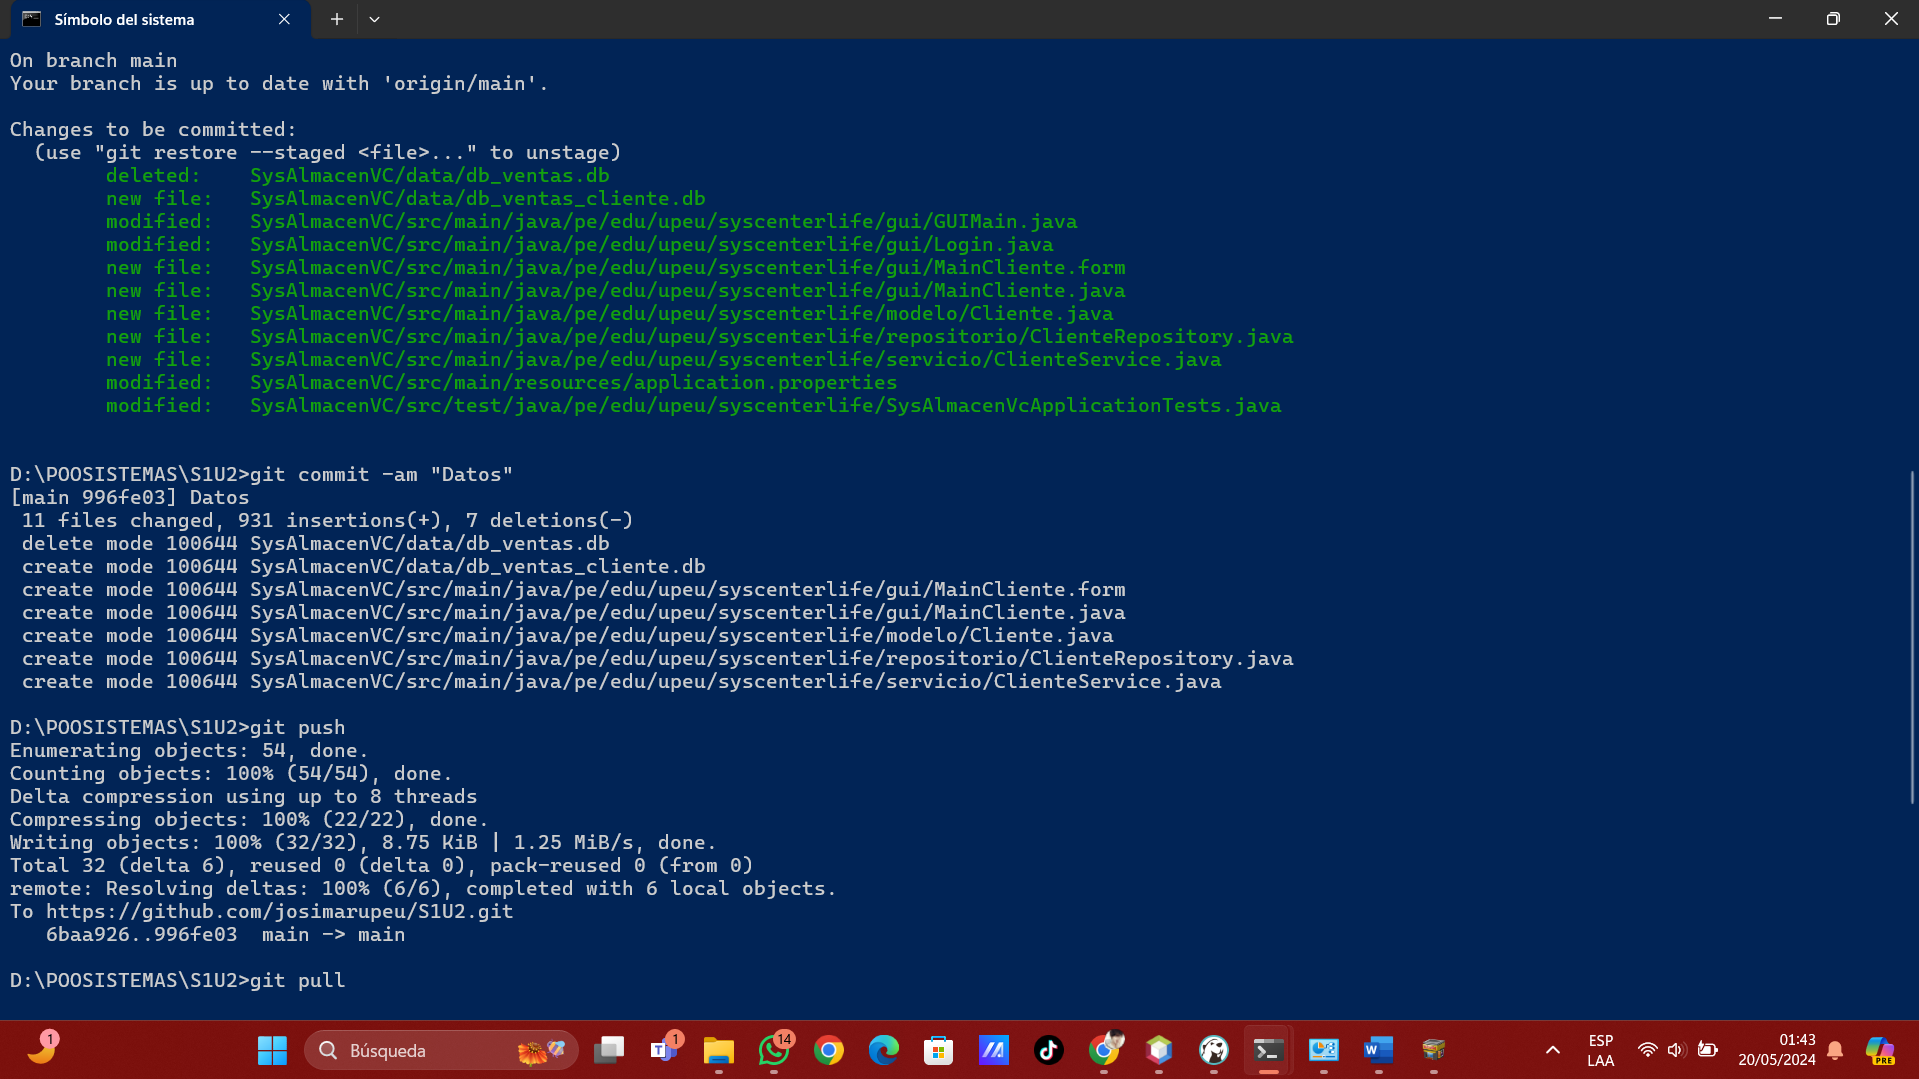 Símbolo del sistema
On branch main
Your branch is up to date with 'origin/main'.
Changes to be committed:
  (use "git restore --staged <file>..." to unstage)
        deleted:    SysAlmacenVC/data/db_ventas.db
        new file:   SysAlmacenVC/data/db_ventas_cliente.db
        modified:   SysAlmacenVC/src/main/java/pe/edu/upeu/syscenterlife/gui/GUIMain.java
        modified:   SysAlmacenVC/src/main/java/pe/edu/upeu/syscenterlife/gui/Login.java
        new file:   SysAlmacenVC/src/main/java/pe/edu/upeu/syscenterlife/gui/MainCliente.form
        new file:   SysAlmacenVC/src/main/java/pe/edu/upeu/syscenterlife/gui/MainCliente.java
        new file:   SysAlmacenVC/src/main/java/pe/edu/upeu/syscenterlife/modelo/Cliente.java
        new file:   SysAlmacenVC/src/main/java/pe/edu/upeu/syscenterlife/repositorio/ClienteRepository.java
        new file:   SysAlmacenVC/src/main/java/pe/edu/upeu/syscenterlife/servicio/ClienteService.java
        modified:   SysAlmacenVC/src/main/resources/application.properties
        modified:   SysAlmacenVC/src/test/java/pe/edu/upeu/syscenterlife/SysAlmacenVcApplicationTests.java
D:\POOSISTEMAS\S1U2>git commit -am "Datos"
[main 996fe03] Datos
 11 files changed, 931 insertions(+), 7 deletions(-)
 delete mode 100644 SysAlmacenVC/data/db_ventas.db
 create mode 100644 SysAlmacenVC/data/db_ventas_cliente.db
 create mode 100644 SysAlmacenVC/src/main/java/pe/edu/upeu/syscenterlife/gui/MainCliente.form
 create mode 100644 SysAlmacenVC/src/main/java/pe/edu/upeu/syscenterlife/gui/MainCliente.java
 create mode 100644 SysAlmacenVC/src/main/java/pe/edu/upeu/syscenterlife/modelo/Cliente.java
 create mode 100644 SysAlmacenVC/src/main/java/pe/edu/upeu/syscenterlife/repositorio/ClienteRepository.java
 create mode 100644 SysAlmacenVC/src/main/java/pe/edu/upeu/syscenterlife/servicio/ClienteService.java
D:\POOSISTEMAS\S1U2>git push
Enumerating objects: 54, done.
Counting objects: 100% (54/54), done.
Delta compression using up to 8 threads
Compressing objects: 100% (22/22), done.
Writing objects: 100% (32/32), 8.75 KiB | 1.25 MiB/s, done.
Total 32 (delta 6), reused 0 (delta 0), pack-reused 0 (from 0)
remote: Resolving deltas: 100% (6/6), completed with 6 local objects.
To https://github.com/josimarupeu/S1U2.git
   6baa926..996fe03  main -> main
D:\POOSISTEMAS\S1U2>git pull
1
Búsqueda
1
14
ESP
LAA
01:43
20/05/2024
PRE